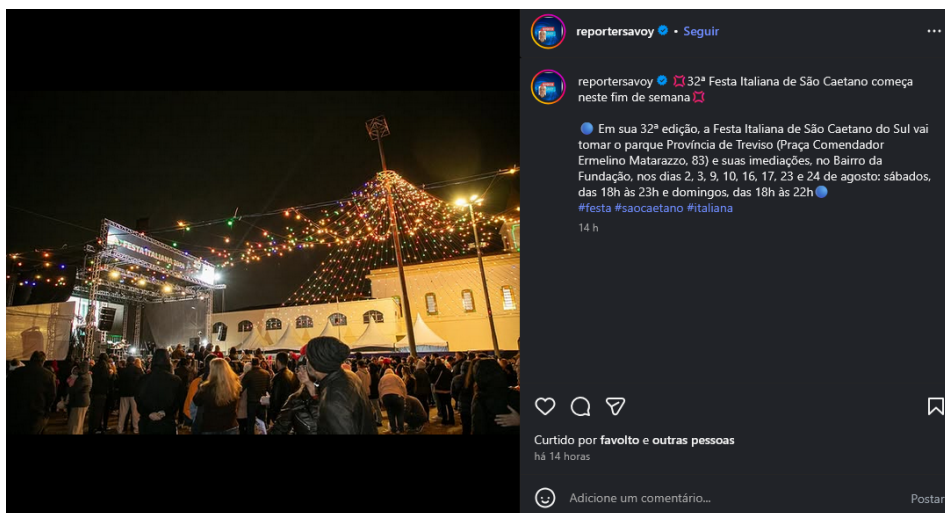 reportersavoy • Seguir
reportersavoy 💢32ª Festa Italiana de São Caetano começa
neste fim de semana💢
🔵 Em sua 32ª edição, a Festa Italiana de São Caetano do Sul vai
tomar o parque Província de Treviso (Praça Comendador
Ermelino Matarazzo, 83) e suas imediações, no Bairro da
Fundação, nos dias 2, 3, 9, 10, 16, 17, 23 e 24 de agosto: sábados,
das 18h às 23h e domingos, das 18h às 22h🔵
#festa #saocaetano #italiana
14 h
Curtido por favolto e outras pessoas
há 14 horas
Adicione um comentário...
Postar
FESTA ITALIANA